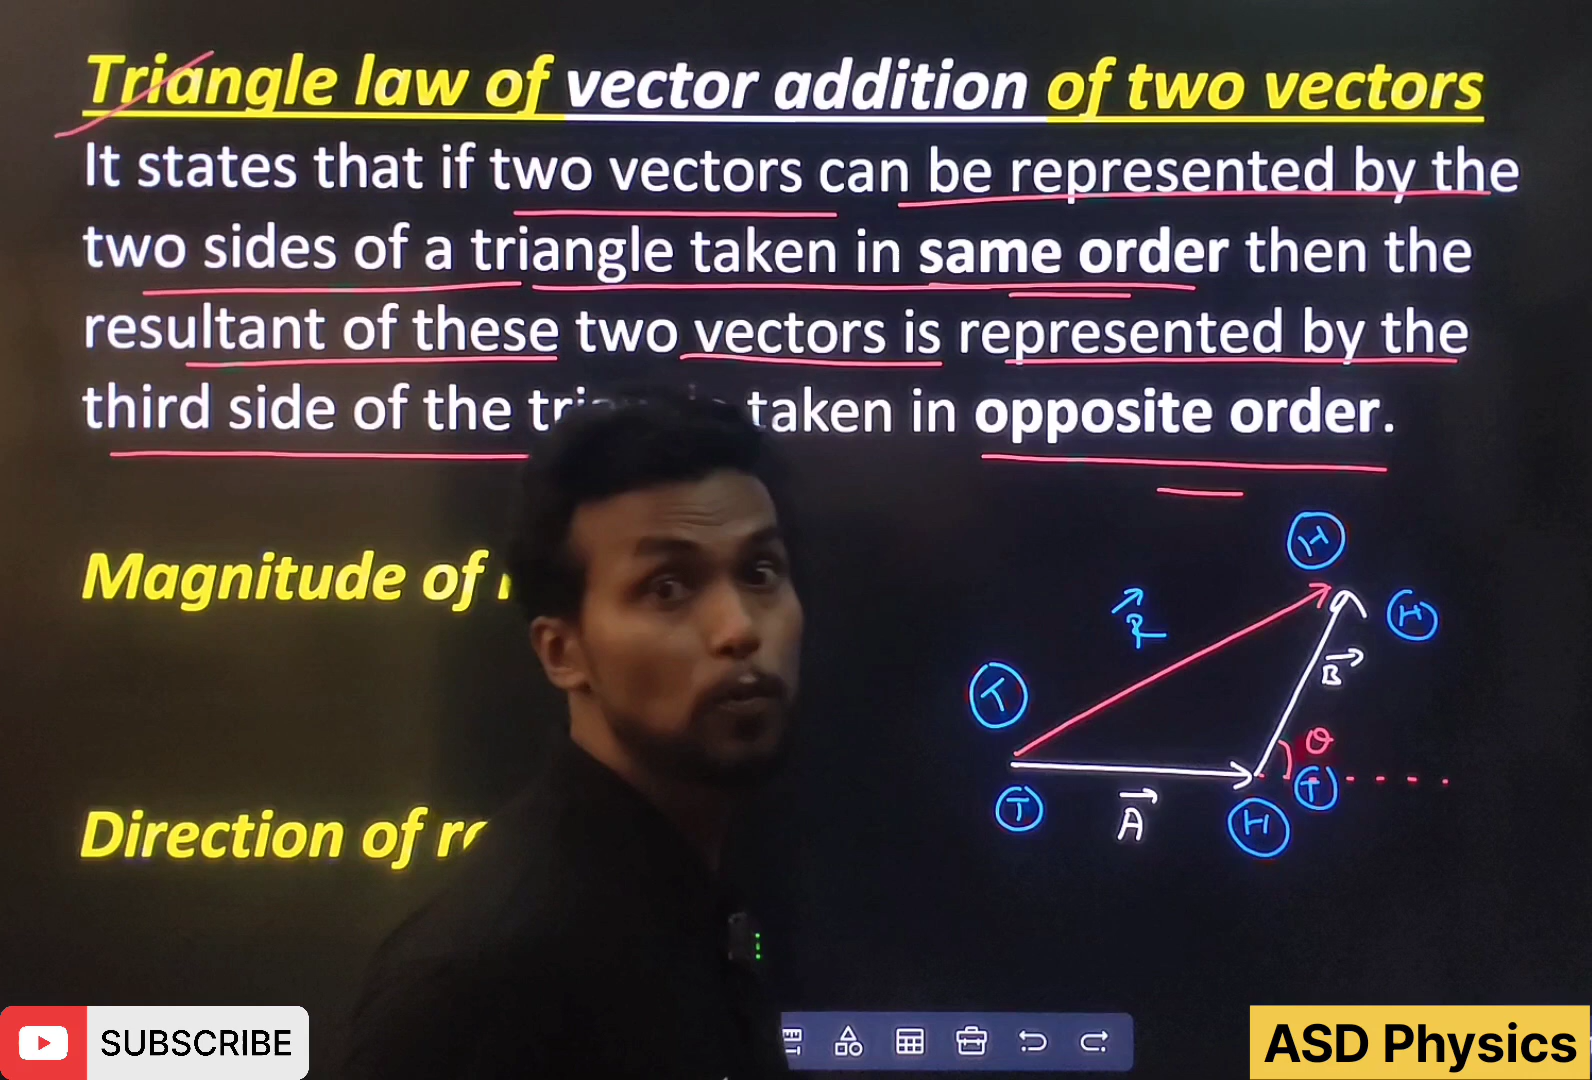 Triangle law of vector addition of two vectors
It states that if two vectors can be represented by the
two sides of a triangle taken in same order then the
resultant of these two vectors is represented by the
third side of the taken in opposite order.
Magnitude of
Direction of
H
H
R
B
T
θ
T
A
H
T
SUBSCRIBE
ASD Physics